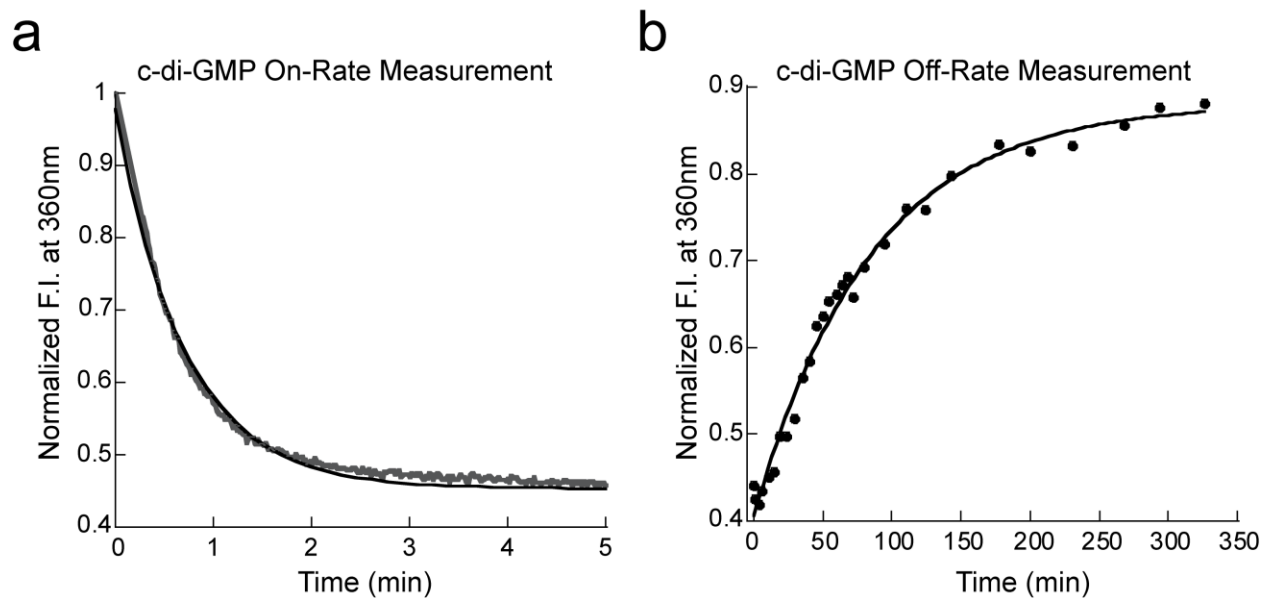 a
c-di-GMP On-Rate Measurement
1
0.9
0.8
0.7
0.6
0.5
0.4
Normalized F.I. at 360nm
0 1 2 3 4 5
Time (min)
b
c-di-GMP Off-Rate Measurement
0.9
0.8
0.7
0.6
0.5
0.4
Normalized F.I. at 360nm
0 50 100 150 200 250 300 350
Time (min)